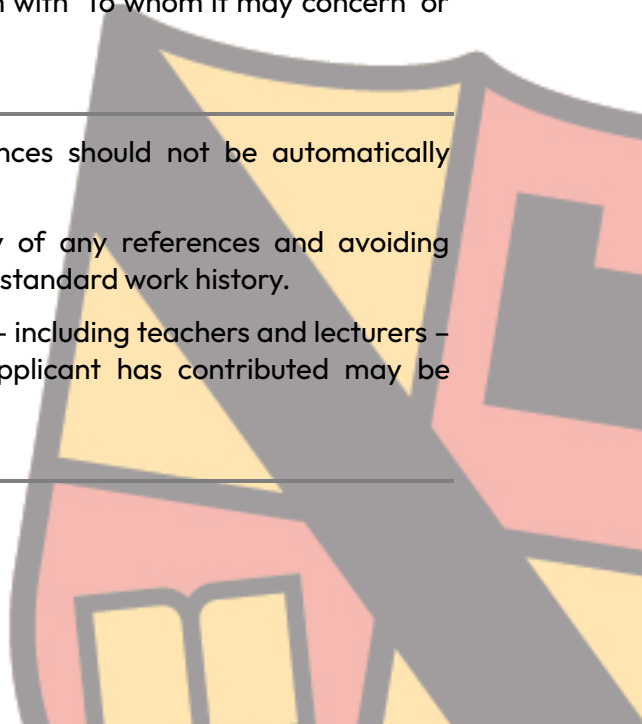 with "To whom it may concern" or
nces should not be automatically
of any references and avoiding
standard work history.
– including teachers and lecturers –
pplicant has contributed may be